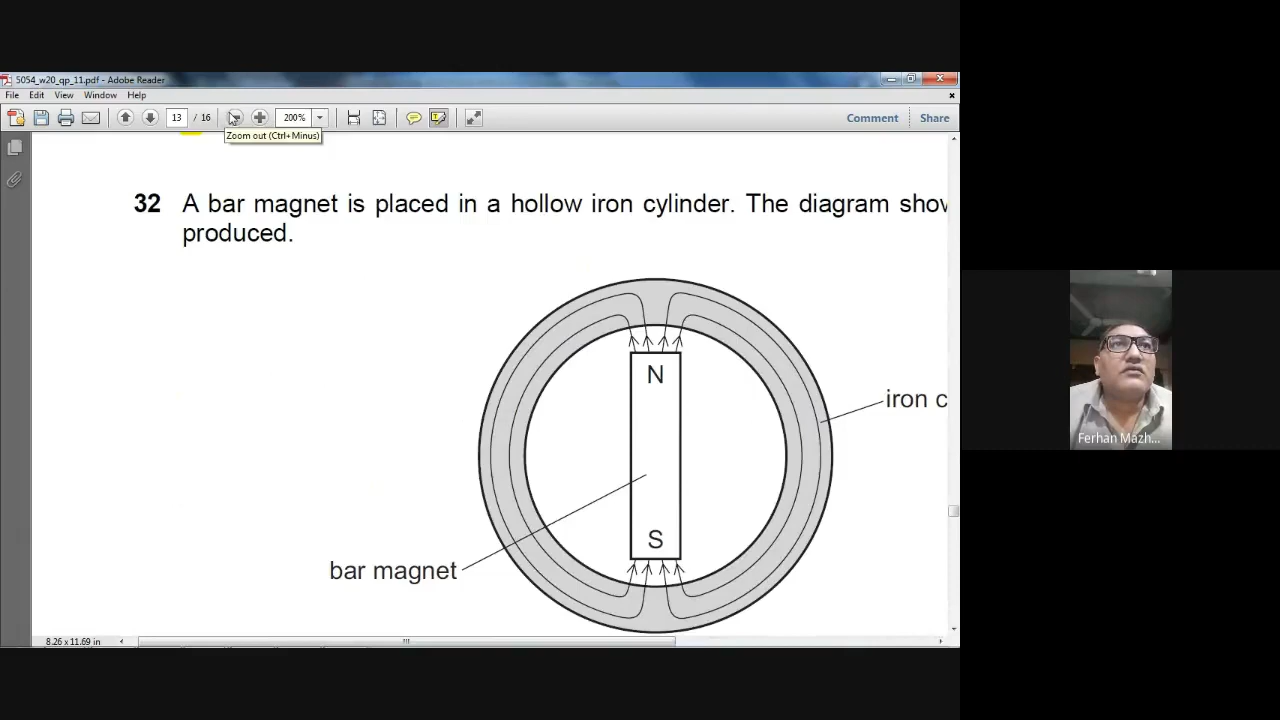 5054_w20_qp_11.pdf - Adobe Reader
File Edit View Window Help
13 / 16 200% Comment Share
Zoom out (Ctrl+Minus)
32 A bar magnet is placed in a hollow iron cylinder. The diagram shov
produced.
N
iron c
S
bar magnet
Ferhan Mazh...
8.26 x 11.69 in